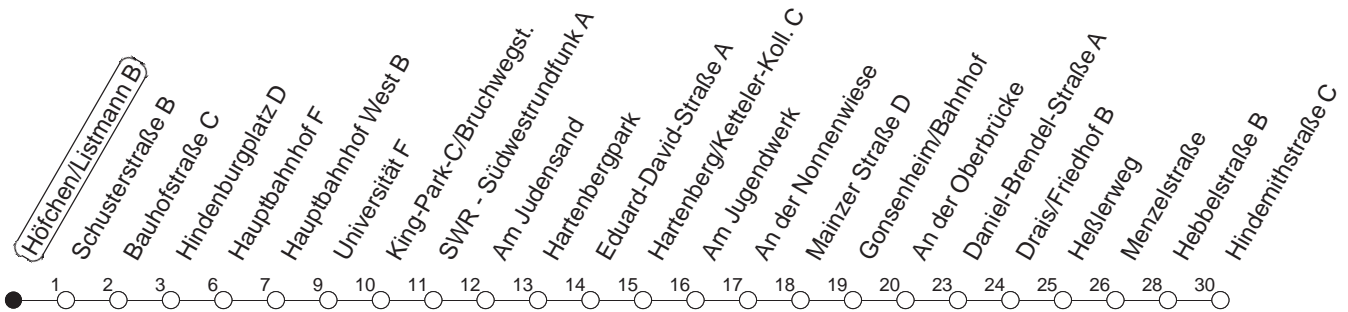 Höfchen/Listmann B
Schusterstraße B
Bauhofstraße C
Hindenburgplatz D
Hauptbahnhof F
Hauptbahnhof West B
Universität F
King-Park-C/Bruchwegst.
SWR - Südwestrundfunk A
Am Judensand
Hartenbergpark
Eduard-David-Straße A
Hartenberg/Ketteler-Koll. C
Am Jugendwerk
An der Nonnenwiese
Mainzer Straße D
Gonsenheim/Bahnhof
An der Oberbrücke
Daniel-Brendel-Straße A
Drais/Friedhof B
Heßlerweg
Menzelstraße
Hebbelstraße B
Hindemithstraße C
1 2 3 6 7 9 10 11 12 13 14 15 16 17 18 19 20 23 24 25 26 28 30